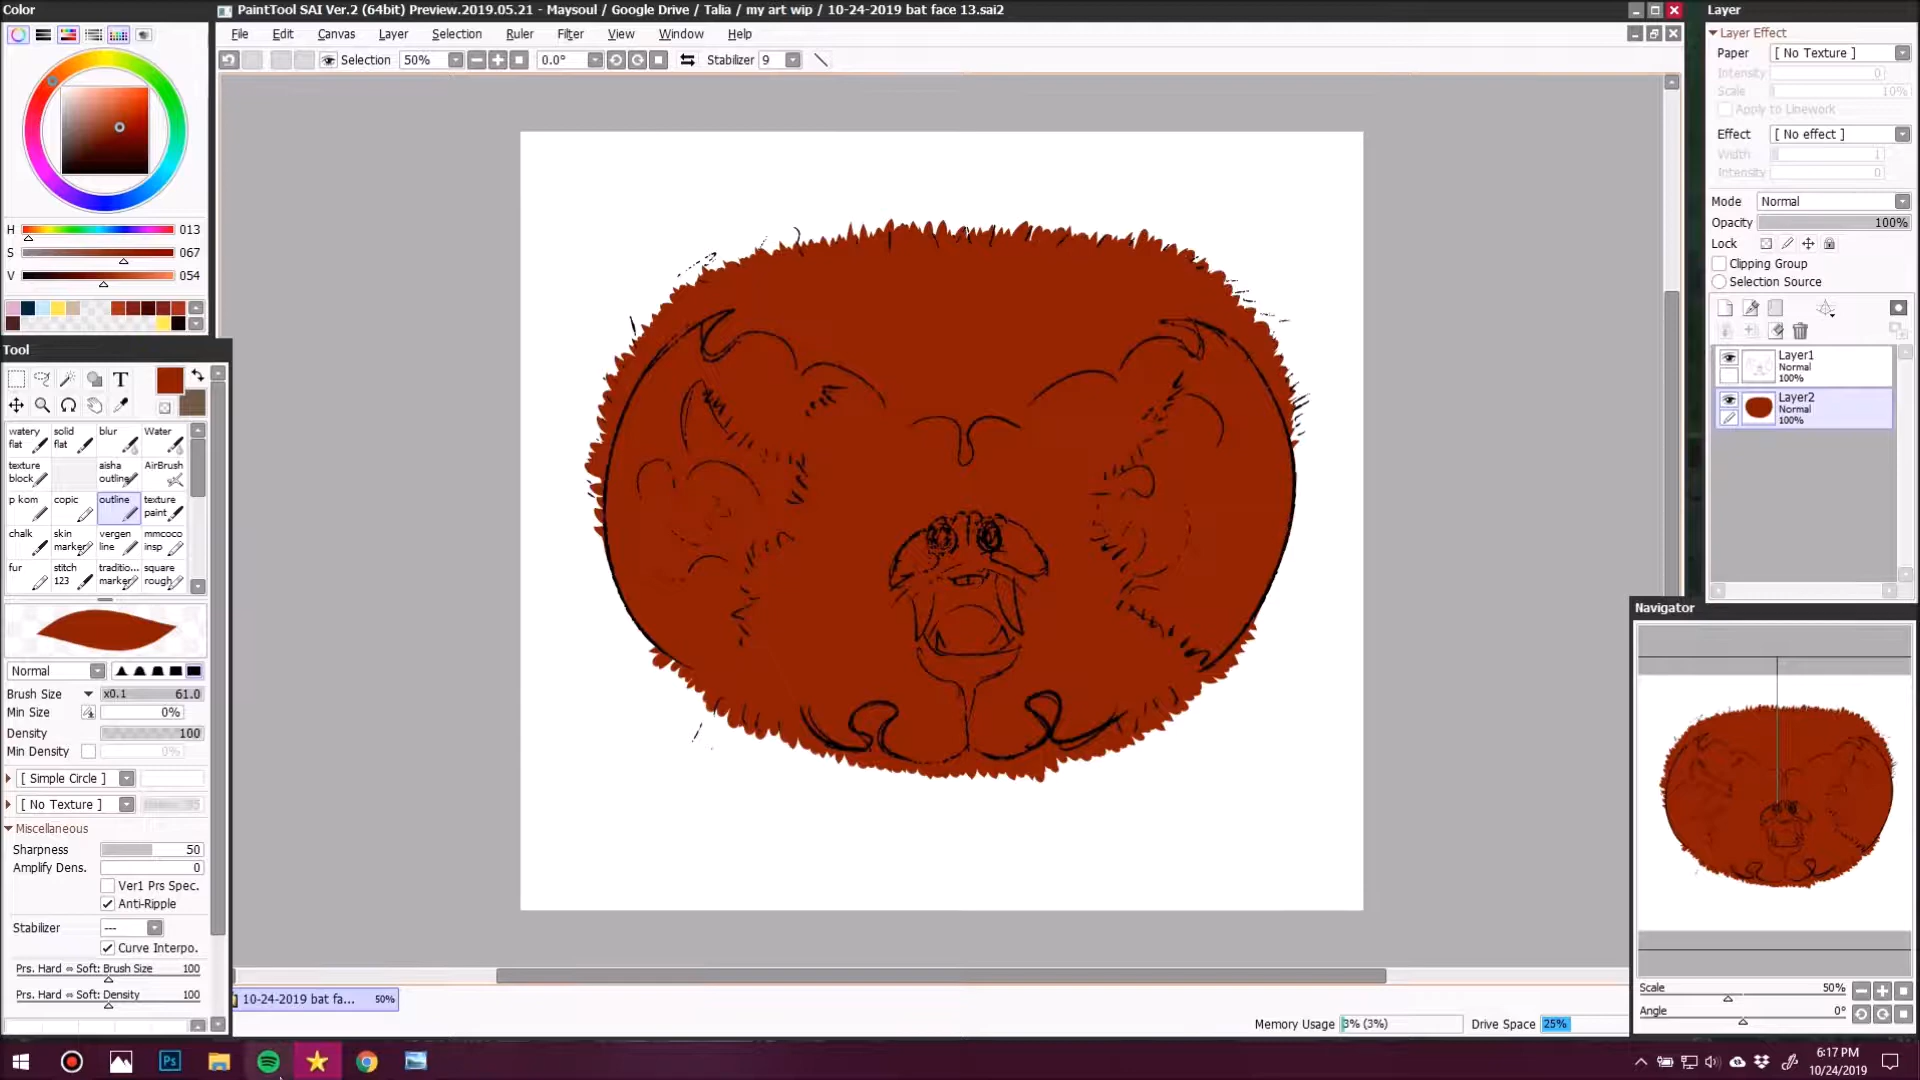 Color
PaintTool SAI Ver.2 (64bit) Preview.2019.05.21 - Maysoul / Google Drive / Talia / my art wip / 10-24-2019 bat face 13.sai2
Layer
File Edit Canvas Layer Selection Ruler Filter View Window Help
Selection 50% 0.0° Stabilizer 9
Layer Effect
Paper [ No Texture ]
Intensity 0
Scale 10%
Apply to Linework
Effect [ No effect ]
Width 1
Intensity 0
Mode Normal
Opacity 100%
Lock
Clipping Group
Selection Source
Layer1
Normal
100%
Layer2
Normal
100%
H 013
S 067
V 054
Tool
T
watery flat
solid flat
blur
Water
texture block
aisha outline
AirBrush
p kom
copic
outline
texture paint
chalk
skin marker
vergen line
mmcoco insp
fur
stitch 123
traditio... marker
square rough
Normal
Brush Size x0.1 61.0
Min Size 0%
Density 100
Min Density 0%
[ Simple Circle ]
[ No Texture ] 95
Miscellaneous
Sharpness 50
Amplify Dens. 0
Ver1 Prs Spec.
Anti-Ripple
Stabilizer ---
Curve Interpo.
Prs. Hard ⇔ Soft: Brush Size 100
Prs. Hard ⇔ Soft: Density 100
10-24-2019 bat fa... 50%
Memory Usage 3% (3%) Drive Space 25%
Navigator
Scale 50%
Angle 0°
Ps
6:17 PM
10/24/2019